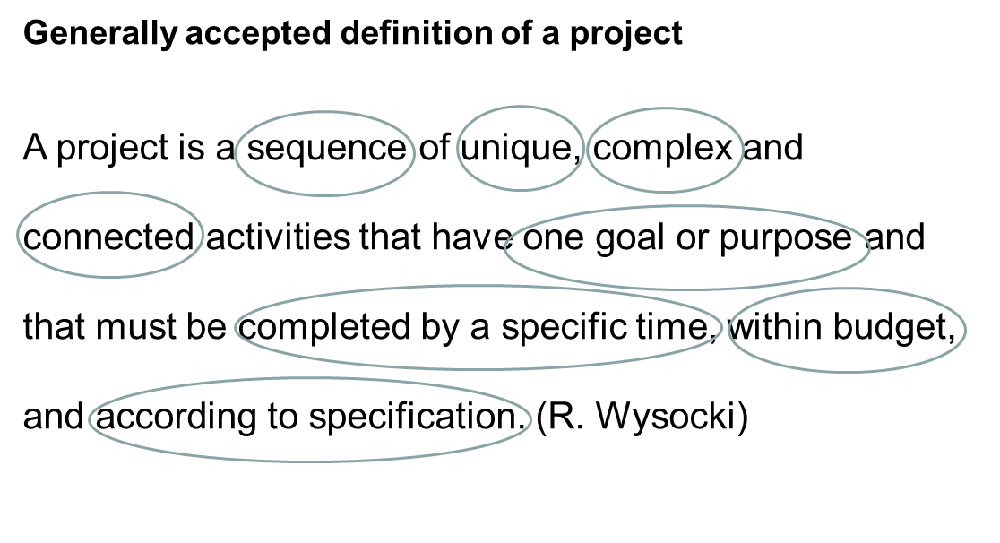 Generally accepted definition of a project
A project is a sequence of unique, complex and
connected activities that have one goal or purpose and
that must be completed by a specific time, within budget,
and according to specification. (R. Wysocki)